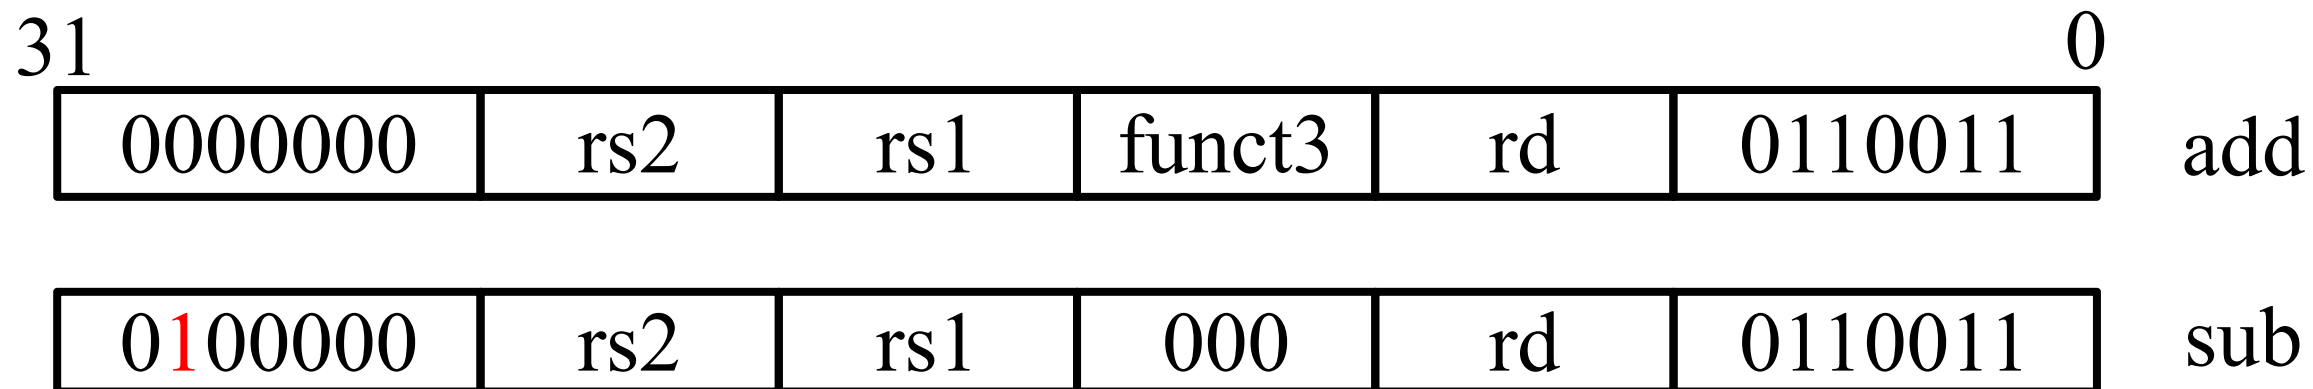 31 0
0000000 rs2 rs1 funct3 rd 0110011 add
0100000 rs2 rs1 000 rd 0110011 sub